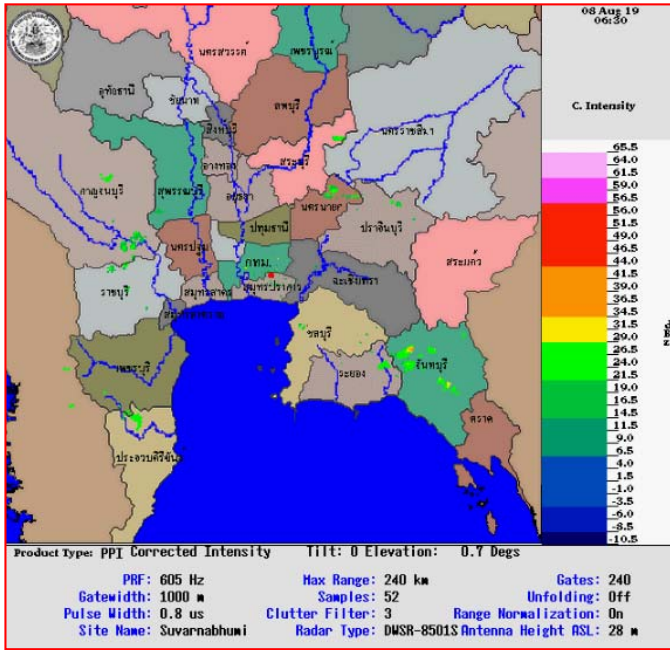 08 Aug 19
06:30
C. Intensity
นครสวรรค์
เพชรบูรณ์
อุทัยธานี
ชัยนาท
ลพบุรี
สิงหบุรี
นครราชสีมา
อ่างทอง
สระบุรี
กาญจนบุรี
สุพรรณบุรี
อยุธยา
นครนายก
ปราจีนบุรี
ปทุมธานี
นครปฐม
กทม.
สระแก้ว
ราชบุรี
สมุทรสาคร
สมุทรปราการ
ฉะเชิงเทรา
ชลบุรี
เพชรบุรี
ระยอง
จันทบุรี
ตราด
ประจวบคีรีขันธ์
65.5
64.0
61.5
59.0
56.5
56.0
51.5
49.0
46.5
44.0
41.5
39.0
36.5
34.0
31.5
29.0
26.5
24.0
21.5
19.0
16.5
14.0
11.5
9.0
6.5
4.0
-1.0
-3.5
-6.0
-8.5
-10.5
Product Type: PPI Corrected Intensity Tilt: 0 Elevation: 0.7 Degs
PRF: 605 Hz Max Range: 240 km Gates: 240
Gatewidth: 1000 m Samples: 52 Unfolding: Off
Pulse Width: 0.8 us Clutter Filter: 3 Range Normalization: On
Site Name: Suvarnabhumi Radar Type: DWSR-8501S Antenna Height ASL: 28 m